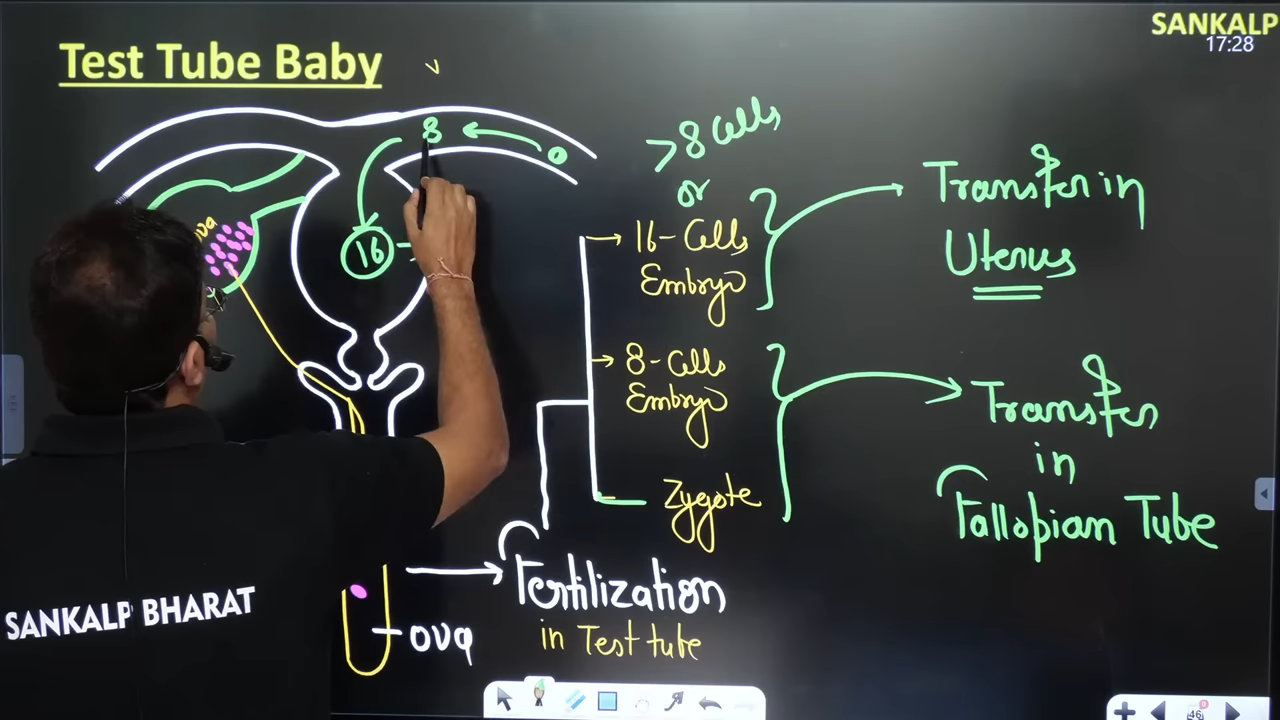 SANKALP
17:28
Test Tube Baby
8
>8 Cells
or
16-Cells
Embryo
Transfer in
Uterus
16
8-Cells
Embryo
Transfer
in
Fallopian Tube
Zygote
Fertilization
in Test tube
ova
SANKALP BHARAT
46